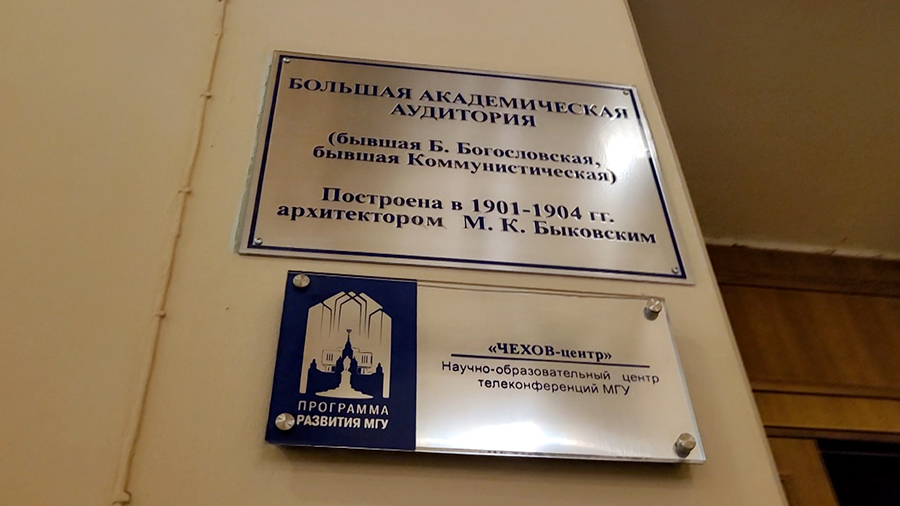 БОЛЬШАЯ АКАДЕМИЧЕСКАЯ
АУДИТОРИЯ
(бывшая Б. Богословская,
бывшая Коммунистическая)
Построена в 1901-1904 гг.
архитектором М. К. Быковским
ПРОГРАММА
РАЗВИТИЯ МГУ
«ЧЕХОВ-центр»
Научно-образовательный центр
телеконференций МГУ